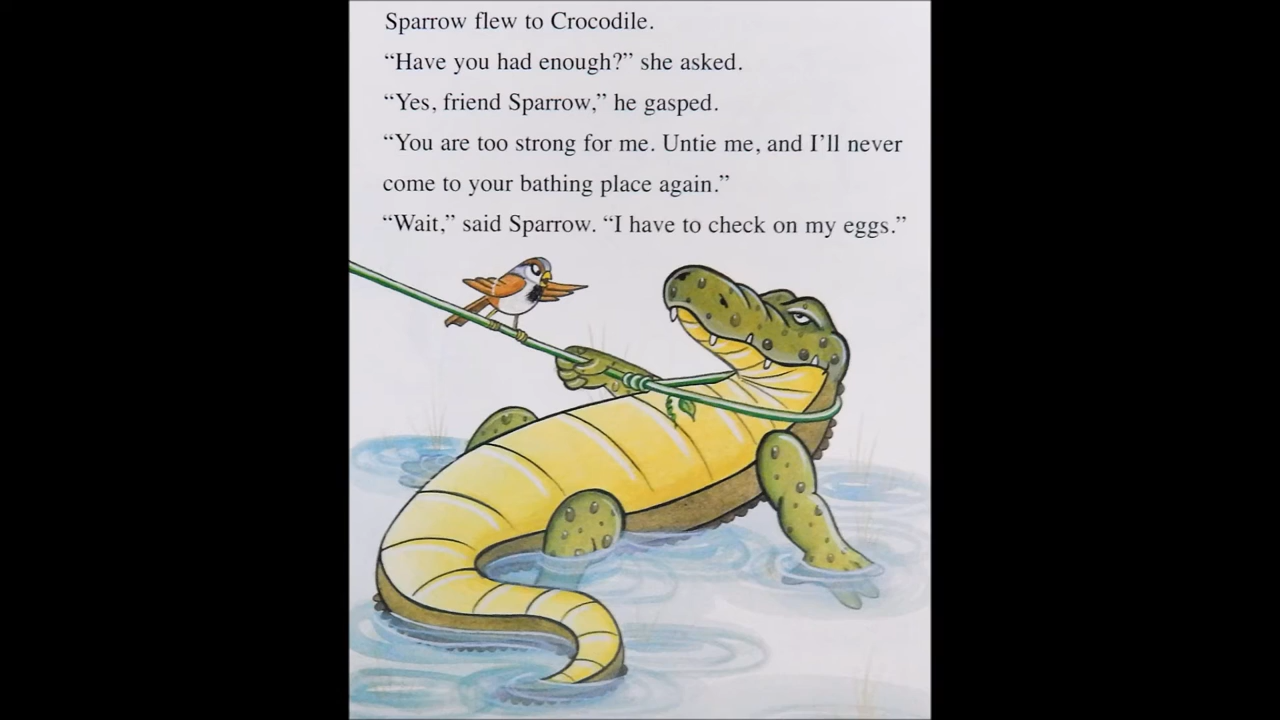 Sparrow flew to Crocodile.
“Have you had enough?” she asked.
“Yes, friend Sparrow,” he gasped.
“You are too strong for me. Untie me, and I’ll never
come to your bathing place again.”
“Wait,” said Sparrow. “I have to check on my eggs.”